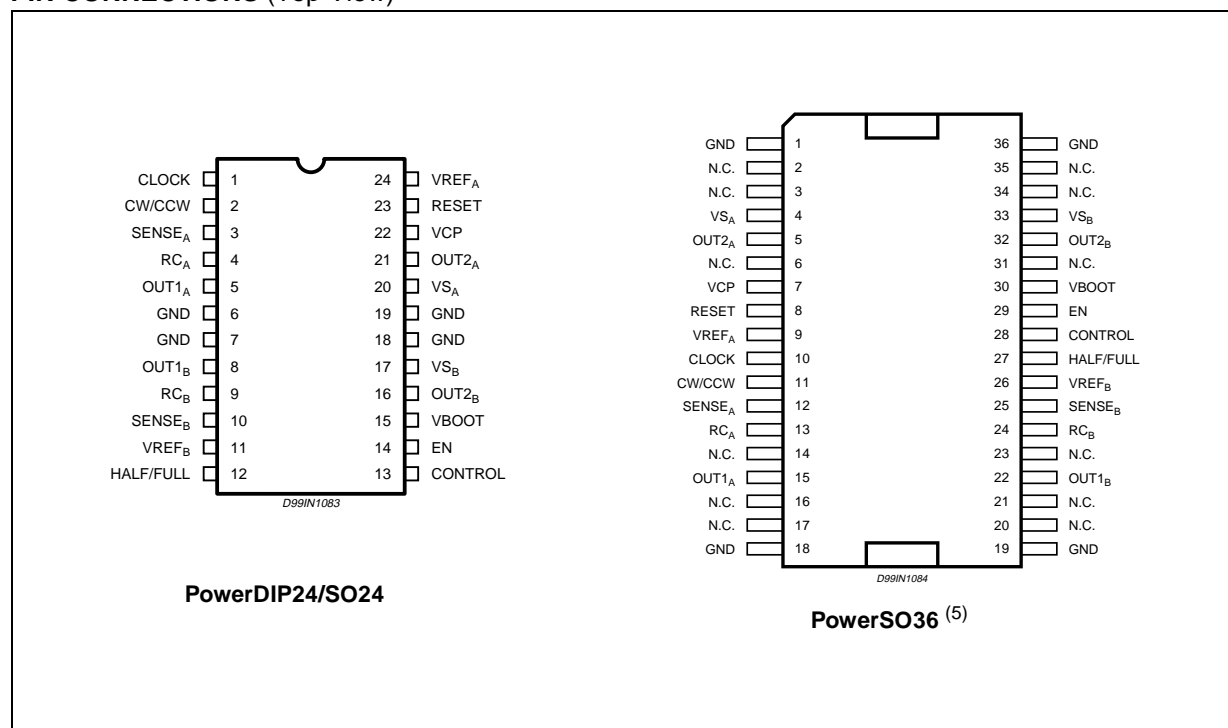 PIN CONNECTIONS (Top View)
CLOCK 1 24 VREFA
CW/CCW 2 23 RESET
SENSEA 3 22 VCP
RCA 4 21 OUT2A
OUT1A 5 20 VSA
GND 6 19 GND
GND 7 18 GND
OUT1B 8 17 VSB
RCB 9 16 OUT2B
SENSEB 10 15 VBOOT
VREFB 11 14 EN
HALF/FULL 12 13 CONTROL
D99IN1083
PowerDIP24/SO24
GND 1 36 GND
N.C. 2 35 N.C.
N.C. 3 34 N.C.
VSA 4 33 VSB
OUT2A 5 32 OUT2B
N.C. 6 31 N.C.
VCP 7 30 VBOOT
RESET 8 29 EN
VREFA 9 28 CONTROL
CLOCK 10 27 HALF/FULL
CW/CCW 11 26 VREFB
SENSEA 12 25 SENSEB
RCA 13 24 RCB
N.C. 14 23 N.C.
OUT1A 15 22 OUT1B
N.C. 16 21 N.C.
N.C. 17 20 N.C.
GND 18 19 GND
D99IN1084
PowerSO36 (5)